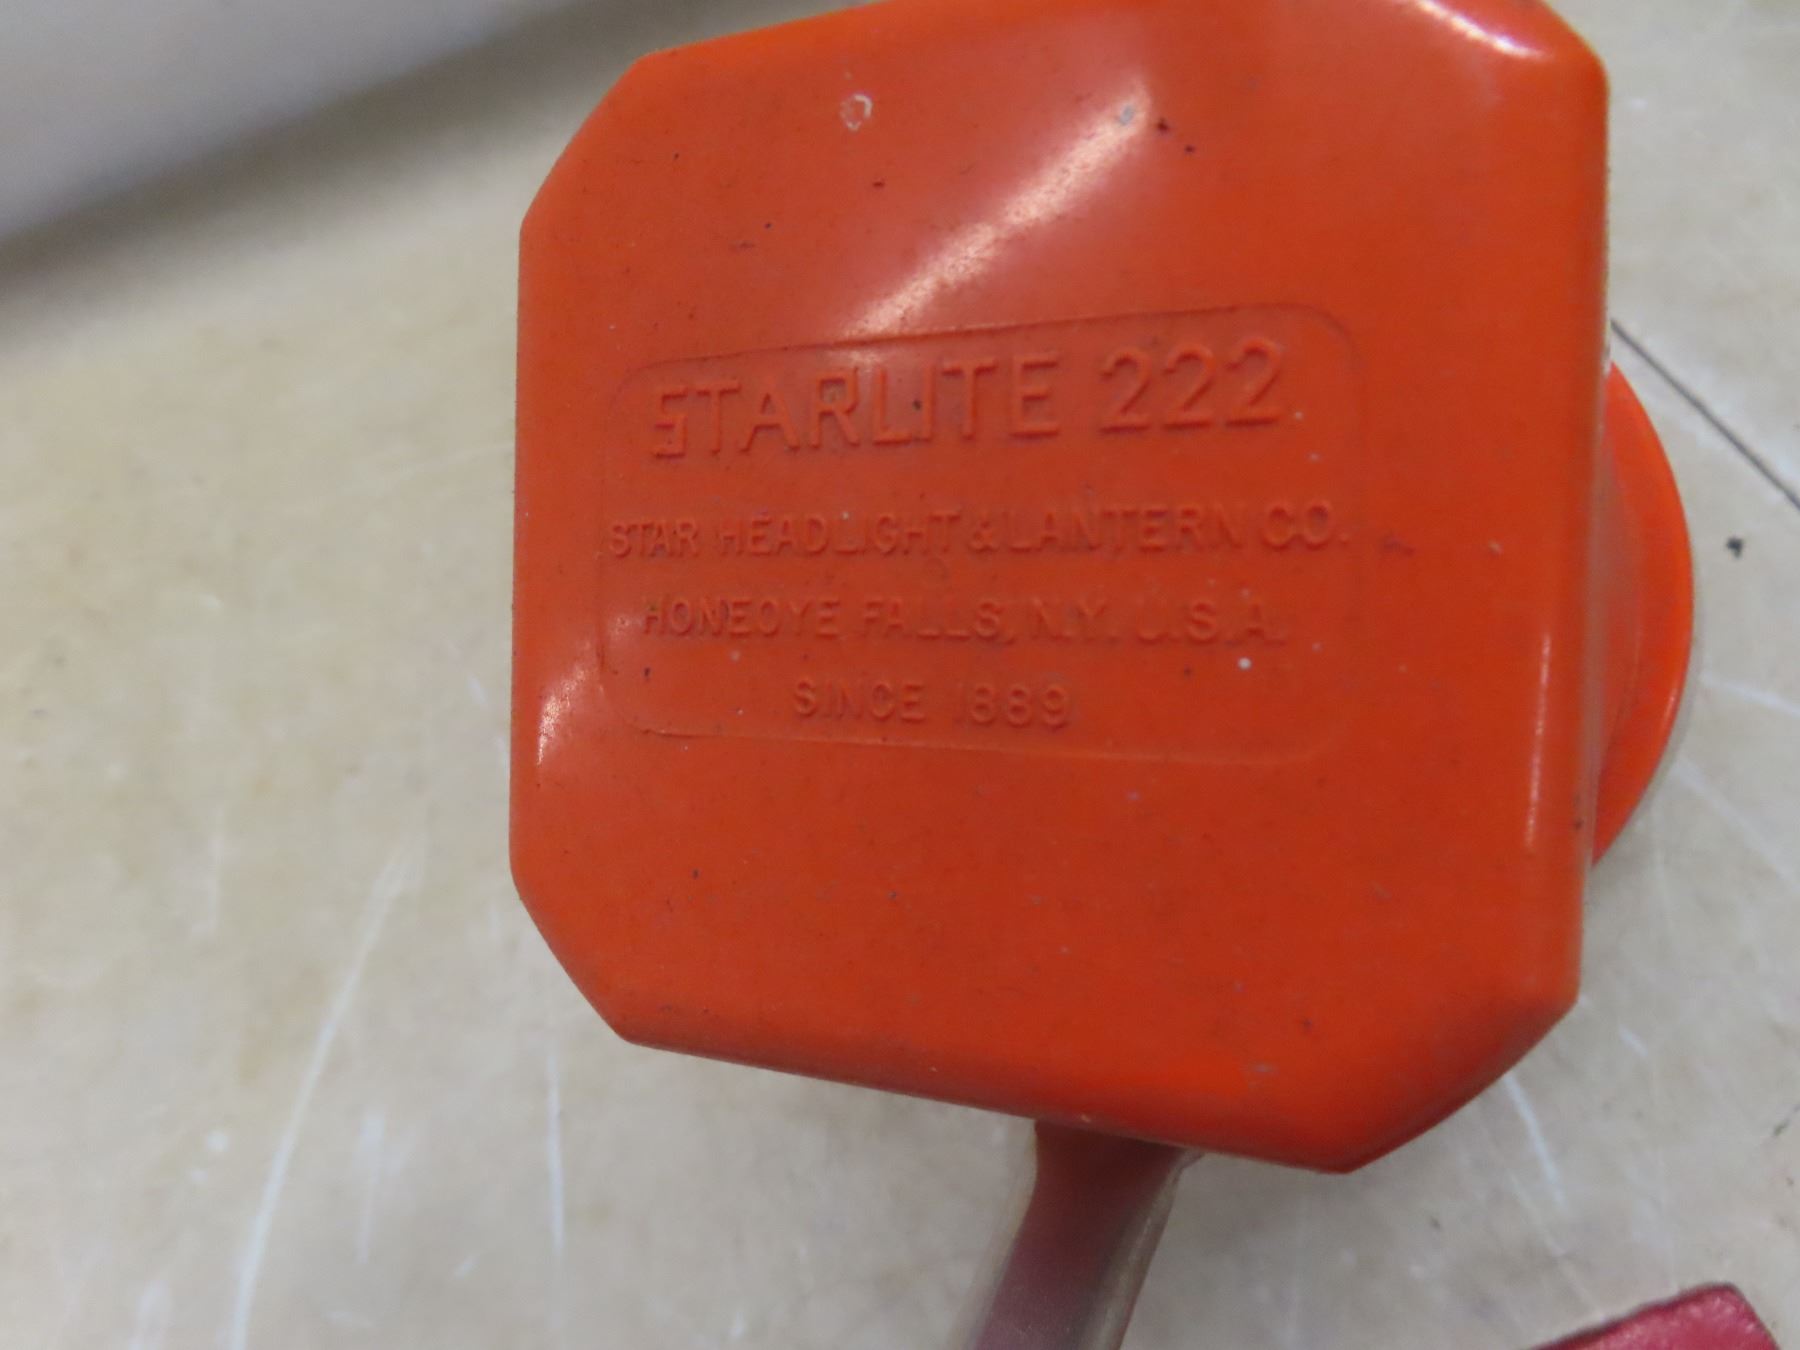 STARLITE 222
STAR HEADLIGHT & LANTERN CO.
HONEOYE FALLS, N.Y. U.S.A.
SINCE 1889